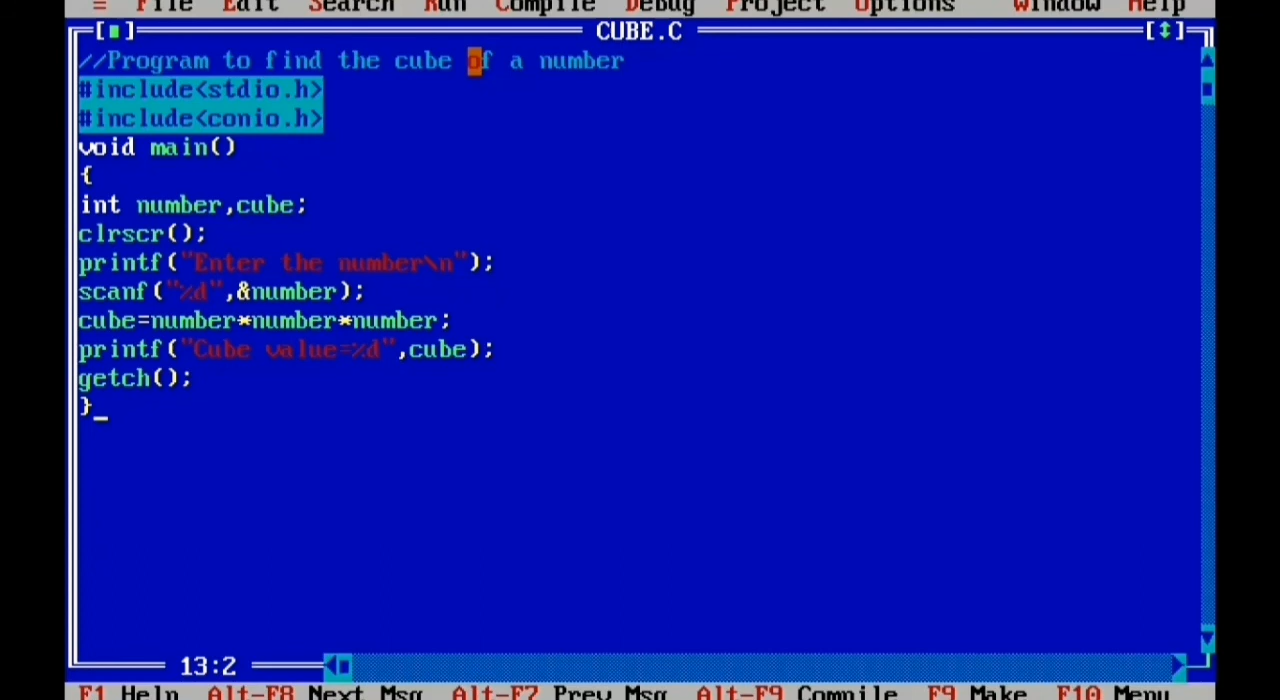 ≡ File Edit Search Run Compile Debug Project Options Window Help
[■] CUBE.C [↕]
//Program to find the cube of a number
#include<stdio.h>
#include<conio.h>
void main()
{
int number,cube;
clrscr();
printf("Enter the number\n");
scanf("%d",&number);
cube=number*number*number;
printf("Cube value=%d",cube);
getch();
}_
13:2
F1 Help Alt-F8 Next Msg Alt-F7 Prev Msg Alt-F9 Compile F9 Make F10 Menu